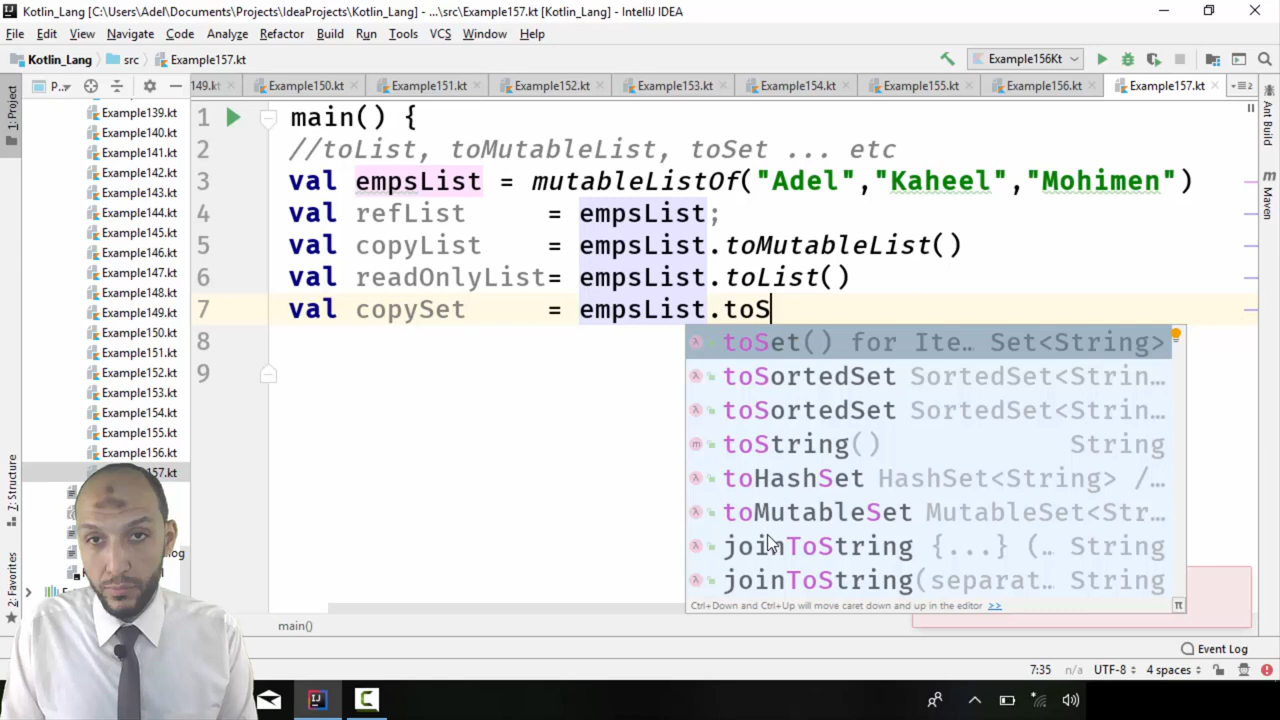 Kotlin_Lang [C:\Users\Adel\Documents\Projects\IdeaProjects\Kotlin_Lang] - ...\src\Example157.kt [Kotlin_Lang] - IntelliJ IDEA
File Edit View Navigate Code Analyze Refactor Build Run Tools VCS Window Help
Kotlin_Lang src Example157.kt Example156Kt
P.. 149.kt Example150.kt Example151.kt Example152.kt Example153.kt Example154.kt Example155.kt Example156.kt Example157.kt
1: Project
Example139.kt
Example140.kt
Example141.kt
Example142.kt
Example143.kt
Example144.kt
Example145.kt
Example146.kt
Example147.kt
Example148.kt
Example149.kt
Example150.kt
Example151.kt
Example152.kt
Example153.kt
Example154.kt
Example155.kt
Example156.kt
157.kt
og
7: Structure
2: Favorites
1 main() {
2 //toList, toMutableList, toSet ... etc
3 val empsList = mutableListOf("Adel","Kaheel","Mohimen")
4 val refList = empsList;
5 val copyList = empsList.toMutableList()
6 val readOnlyList= empsList.toList()
7 val copySet = empsList.toS
8
9
toSet() for Ite… Set<String>
toSortedSet SortedSet<Strin…
toSortedSet SortedSet<Strin…
toString() String
toHashSet HashSet<String> /…
toMutableSet MutableSet<Str…
joinToString {...} (… String
joinToString(separat… String
Ctrl+Down and Ctrl+Up will move caret down and up in the editor >> π
Ant Build
m Maven
main()
Event Log
7:35 n/a UTF-8 4 spaces